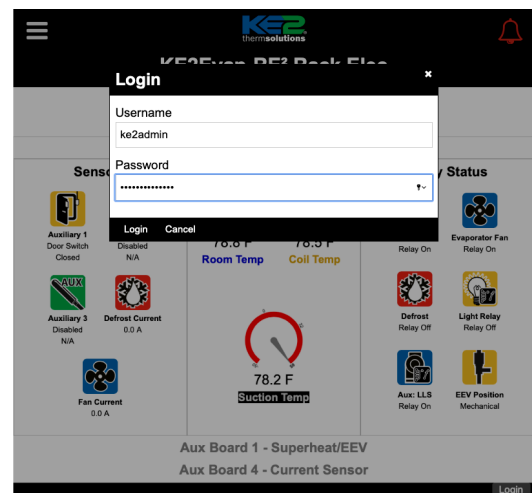 KE2
thermsolutions
Login
×
Username
ke2admin
Password
••••••••••••••
Login Cancel
Sens
Status
Auxiliary 1
Door Switch
Closed
Disabled
N/A
78.8 F
Room Temp
78.5 F
Coil Temp
Relay On
Evaporator Fan
Relay On
AUX
Auxiliary 3
Disabled
N/A
Defrost Current
0.0 A
Defrost
Relay Off
Light Relay
Relay Off
78.2 F
Suction Temp
Fan Current
0.0 A
Aux: LLS
Relay On
EEV Position
Mechanical
Aux Board 1 - Superheat/EEV
Aux Board 4 - Current Sensor
Login